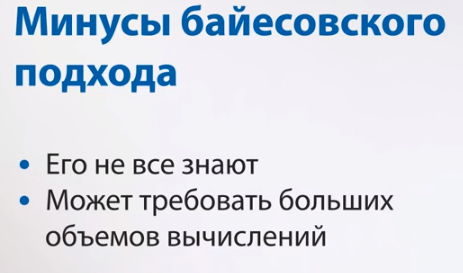 Минусы байесовского
подхода
• Его не все знают
• Может требовать больших
объемов вычислений